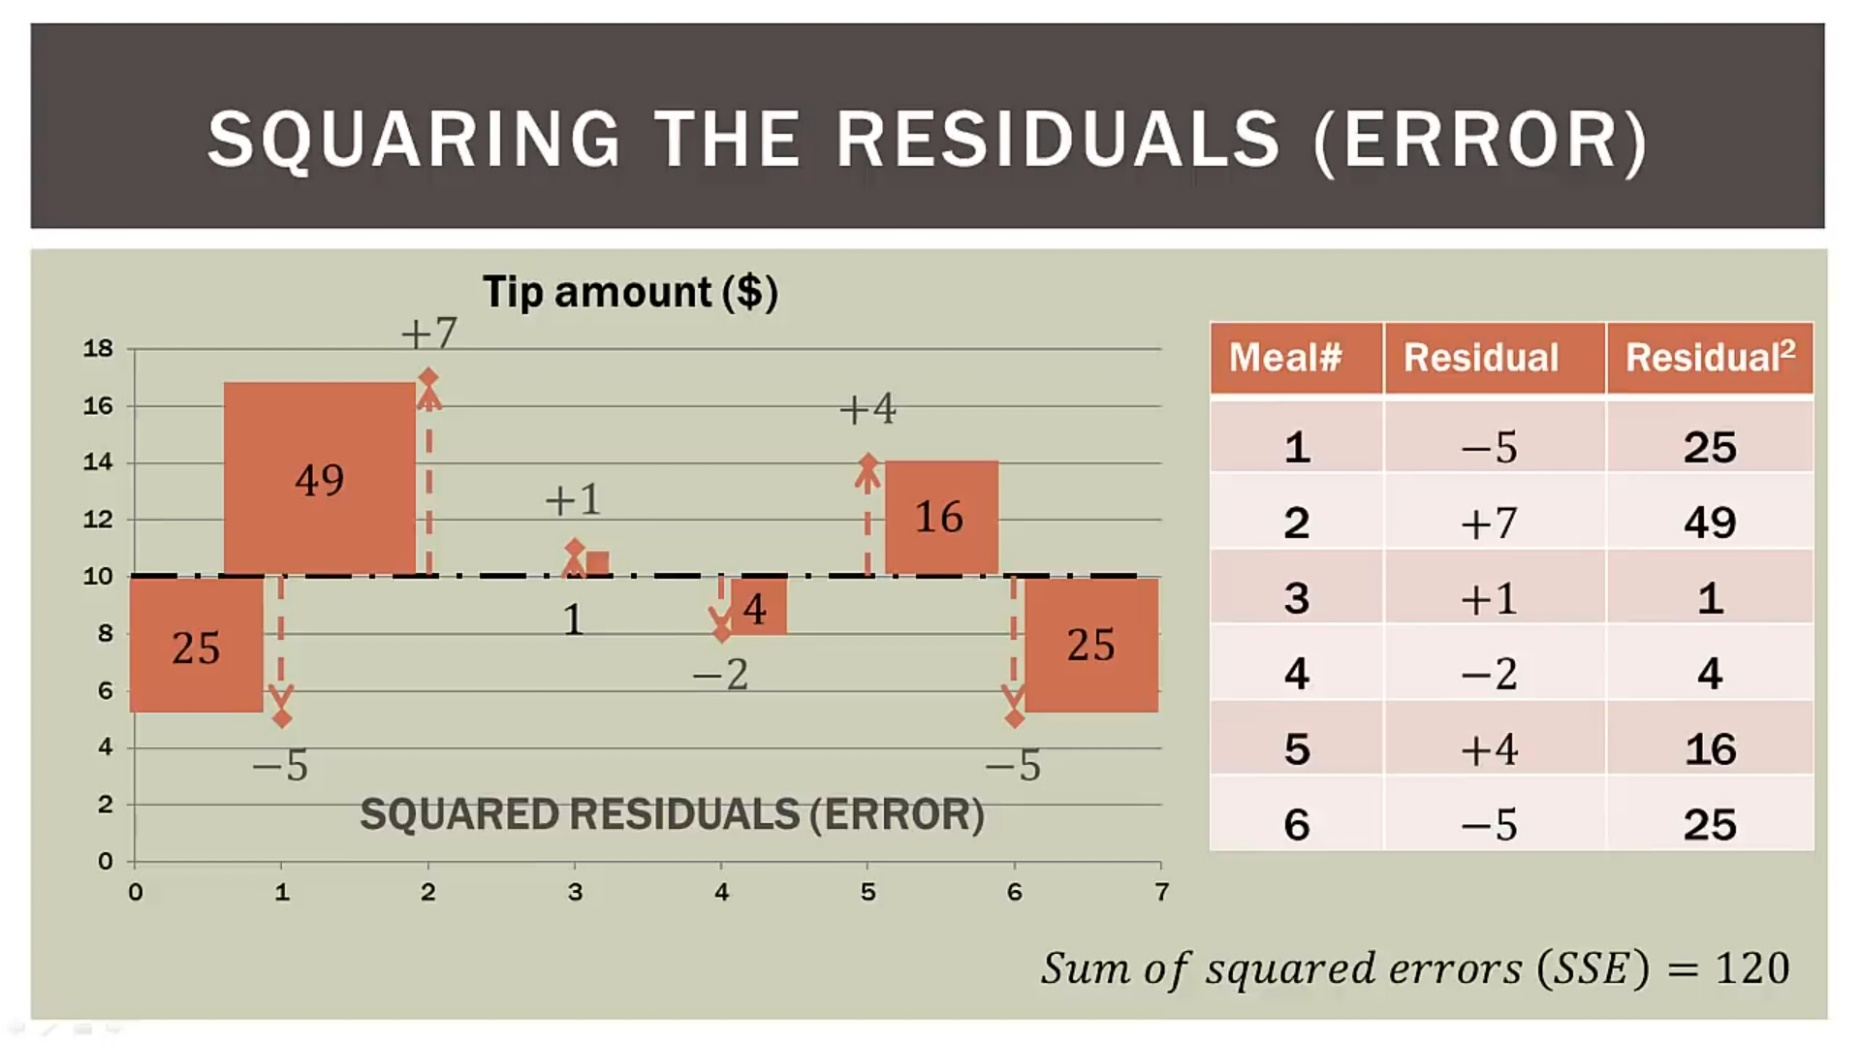 SQUARING THE RESIDUALS (ERROR)
Tip amount ($)
+7
18
16
+4
14
49
+1
12
16
10
1
4
8
25
25
−2
6
4
−5
−5
2
SQUARED RESIDUALS (ERROR)
0
0 1 2 3 4 5 6 7
Meal# Residual Residual²
1 −5 25
2 +7 49
3 +1 1
4 −2 4
5 +4 16
6 −5 25
Sum of squared errors (SSE) = 120